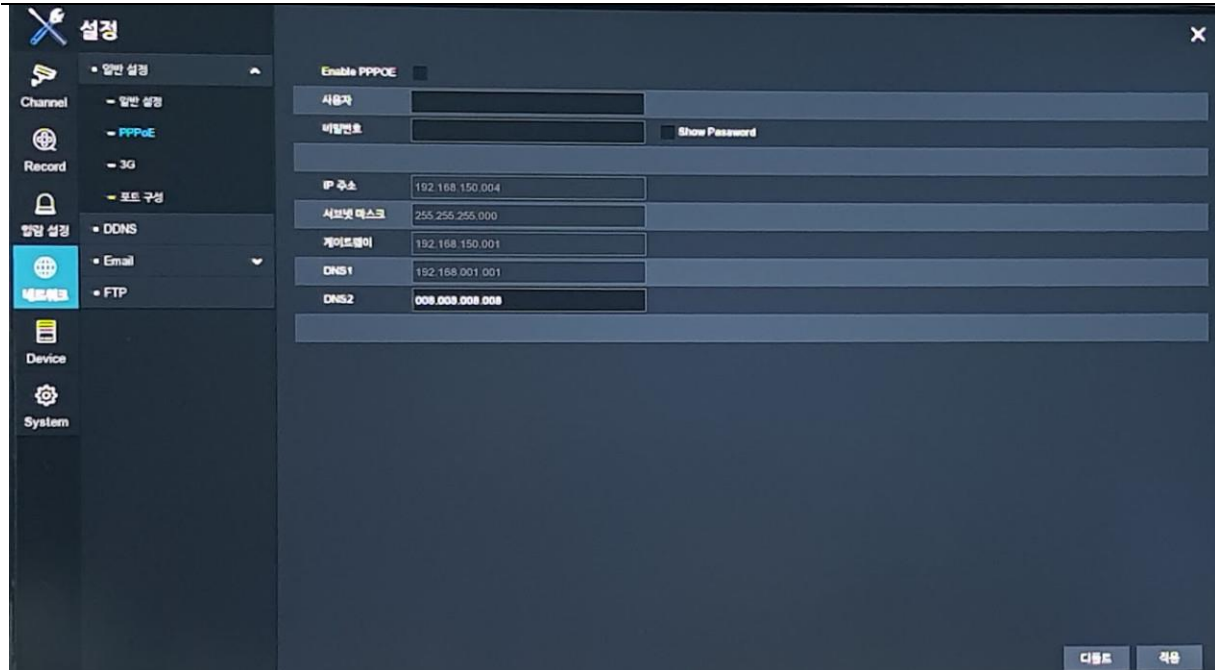 설정
×
Channel
Record
알람 설정
네트워크
Device
System
• 일반 설정
- 일반 설정
- PPPoE
- 3G
- 포트 구성
• DDNS
• Email
• FTP
Enable PPPOE
사용자
비밀번호 Show Password
IP 주소 192.168.150.004
서브넷 마스크 255.255.255.000
게이트웨이 192.168.150.001
DNS1 192.168.001.001
DNS2 008.008.008.008
디폴트 적용